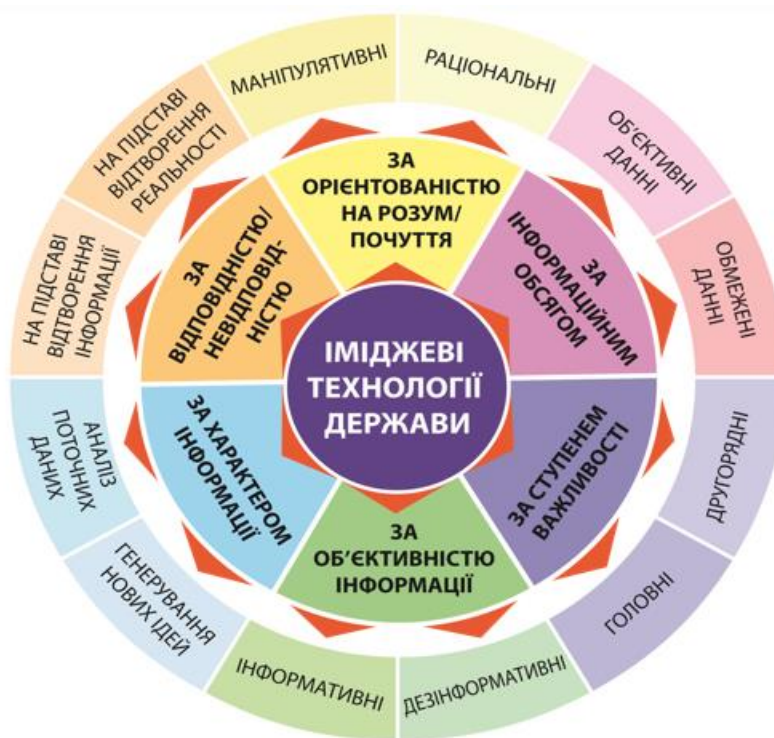 ІМІДЖЕВІ
ТЕХНОЛОГІЇ
ДЕРЖАВИ
ЗА
ОРІЄНТОВАНІСТЮ
НА РОЗУМ/
ПОЧУТТЯ
ЗА
ІНФОРМАЦІЙНИМ
ОБСЯГОМ
ЗА СТУПЕНЕМ
ВАЖЛИВОСТІ
ЗА
ОБ’ЄКТИВНІСТЮ
ІНФОРМАЦІЇ
ЗА ХАРАКТЕРОМ
ІНФОРМАЦІЇ
ЗА
ВІДПОВІДНІСТЮ/
НЕВІДПОВІД-
НІСТЮ
МАНІПУЛЯТИВНІ
РАЦІОНАЛЬНІ
ОБ’ЄКТИВНІ
ДАННІ
ОБМЕЖЕНІ
ДАННІ
ДРУГОРЯДНІ
ГОЛОВНІ
ДЕЗІНФОРМАТИВНІ
ІНФОРМАТИВНІ
ГЕНЕРУВАННЯ
НОВИХ ІДЕЙ
АНАЛІЗ
ПОТОЧНИХ
ДАНИХ
НА ПІДСТАВІ
ВІДТВОРЕННЯ
ІНФОРМАЦІЇ
НА ПІДСТАВІ
ВІДТВОРЕННЯ
РЕАЛЬНОСТІ